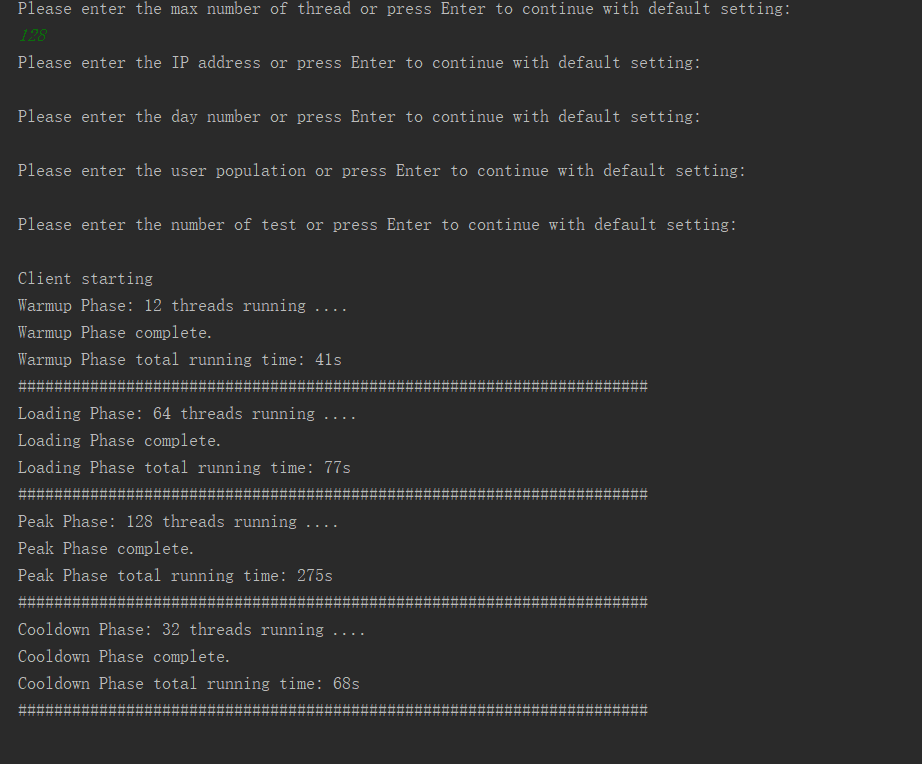 Please enter the max number of thread or press Enter to continue with default setting:
128
Please enter the IP address or press Enter to continue with default setting:
Please enter the day number or press Enter to continue with default setting:
Please enter the user population or press Enter to continue with default setting:
Please enter the number of test or press Enter to continue with default setting:
Client starting
Warmup Phase: 12 threads running ....
Warmup Phase complete.
Warmup Phase total running time: 41s
######################################################################
Loading Phase: 64 threads running ....
Loading Phase complete.
Loading Phase total running time: 77s
######################################################################
Peak Phase: 128 threads running ....
Peak Phase complete.
Peak Phase total running time: 275s
######################################################################
Cooldown Phase: 32 threads running ....
Cooldown Phase complete.
Cooldown Phase total running time: 68s
######################################################################